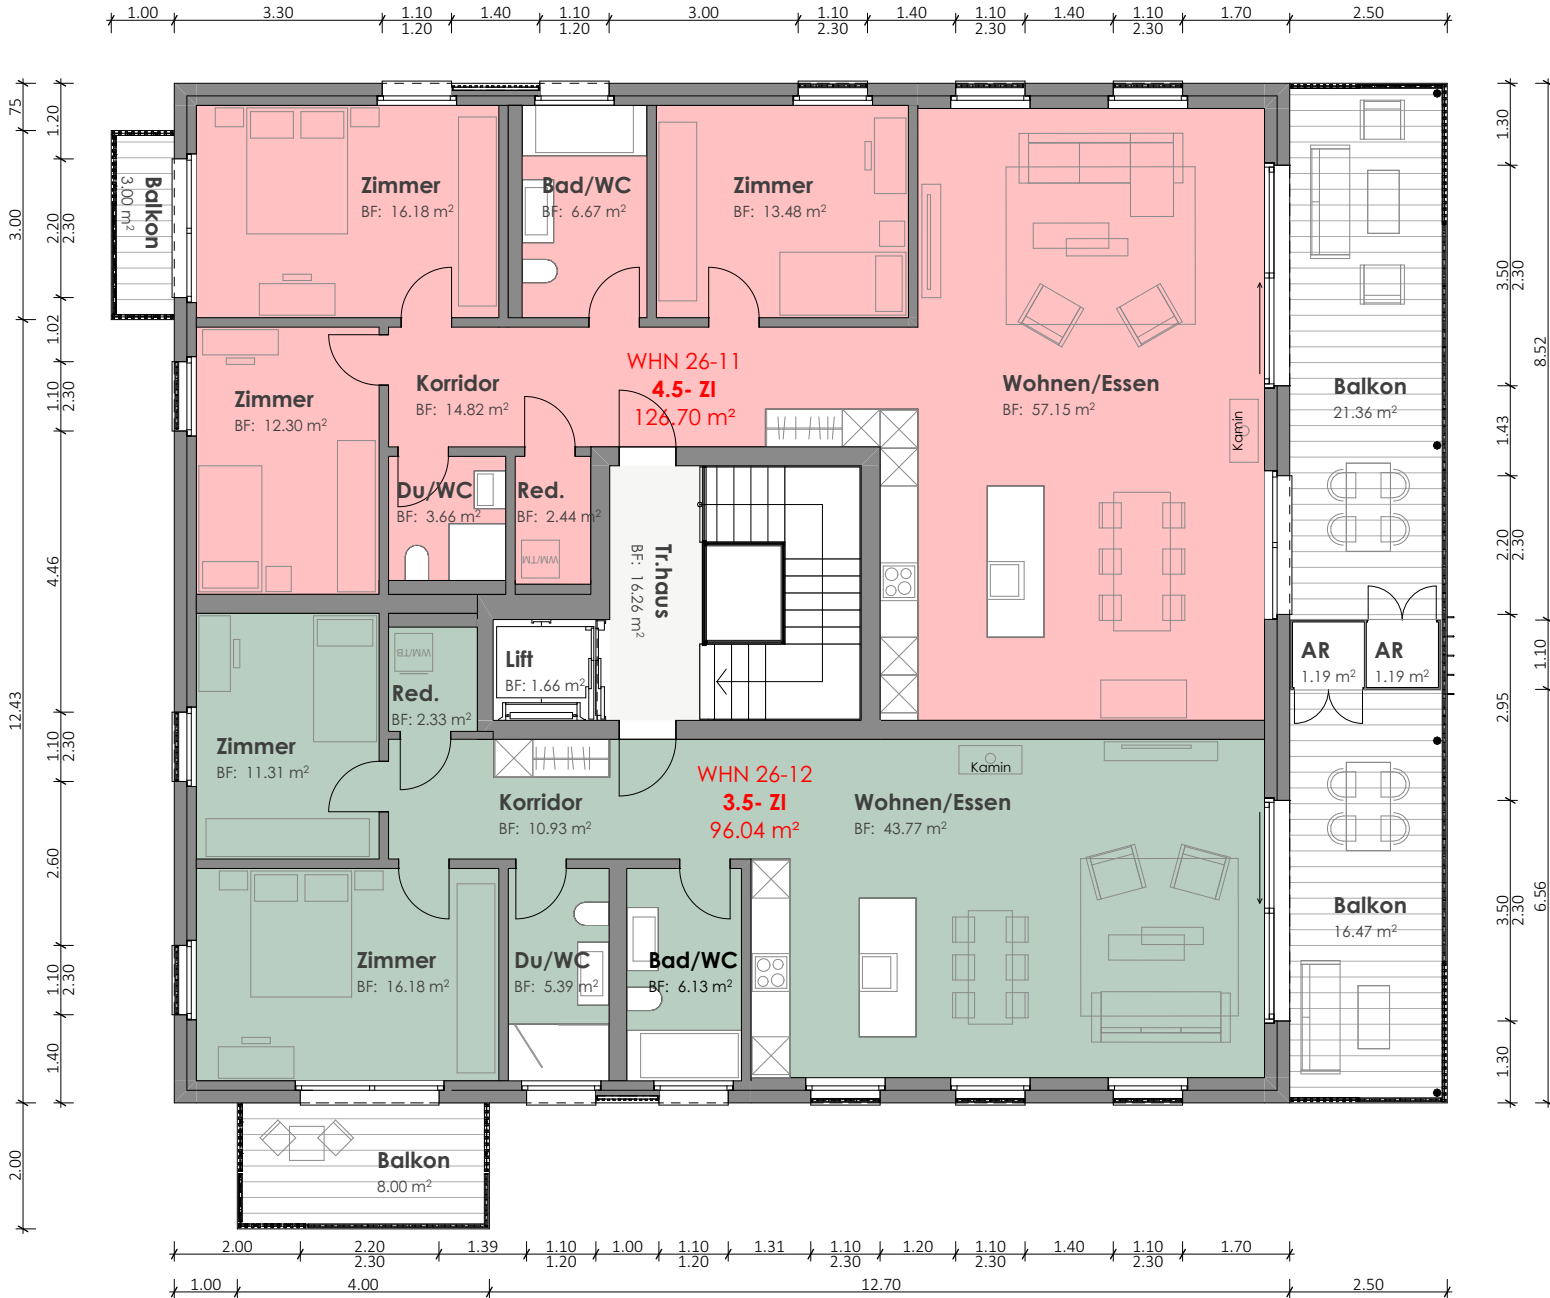 1.00 3.30 1.10 1.40 1.10 3.00 1.10 1.40 1.10 1.40 1.10 1.70 2.50
1.20 1.20 2.30 2.30 2.30
75
3.00
12.43
2.00
1.20
2.20
2.30
1.02
1.10
2.30
4.46
1.10
2.30
2.60
1.10
2.30
1.40
Balkon
3.00 m²
Zimmer
BF: 16.18 m²
Bad/WC
BF: 6.67 m²
Zimmer
BF: 13.48 m²
WHN 26-11
4.5- ZI
126.70 m²
Zimmer
BF: 12.30 m²
Korridor
BF: 14.82 m²
Wohnen/Essen
BF: 57.15 m²
Kamin
Balkon
21.36 m²
Du/WC
BF: 3.66 m²
Red.
BF: 2.44 m²
WM/TM
Tr.haus
BF: 16.26 m²
Lift
BF: 1.66 m²
AR
1.19 m²
AR
1.19 m²
WM/TB
Red.
BF: 2.33 m²
Zimmer
BF: 11.31 m²
Korridor
BF: 10.93 m²
WHN 26-12
3.5- ZI
96.04 m²
Kamin
Wohnen/Essen
BF: 43.77 m²
Balkon
16.47 m²
Zimmer
BF: 16.18 m²
Du/WC
BF: 5.39 m²
Bad/WC
BF: 6.13 m²
Balkon
8.00 m²
1.30
3.50
2.30
1.43
2.20
2.30
2.95
3.50
2.30
1.30
8.52
1.10
6.56
2.00 2.20 1.39 1.10 1.00 1.10 1.31 1.10 1.20 1.10 1.40 1.10 1.70
2.30 1.20 1.20 2.30 2.30 2.30
1.00 4.00 12.70 2.50